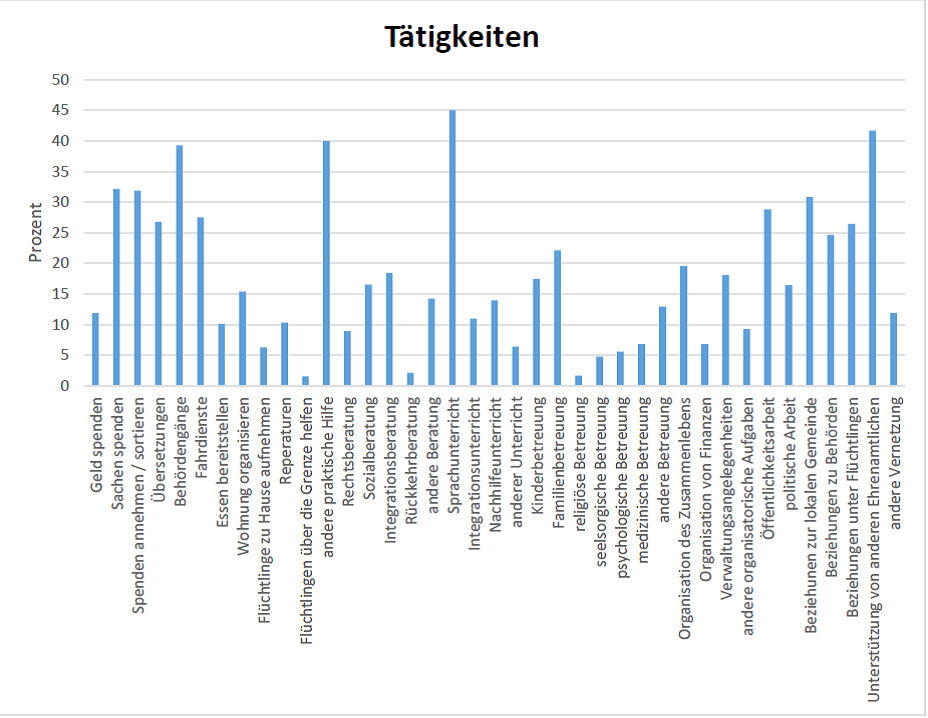 Tätigkeiten
50
45
40
35
30
25
20
15
10
5
0
Prozent
Geld spenden
Sachen spenden
Spenden annehmen / sortieren
Übersetzungen
Behördengänge
Fahrdienste
Essen bereitstellen
Wohnung organisieren
Flüchtlinge zu Hause aufnehmen
Reperaturen
Flüchtlingen über die Grenze helfen
andere praktische Hilfe
Rechtsberatung
Sozialberatung
Integrationsberatung
Rückkehrberatung
andere Beratung
Sprachunterricht
Integrationsunterricht
Nachhilfeunterricht
anderer Unterricht
Kinderbetreuung
Familienbetreuung
religiöse Betreuung
seelsorgische Betreuung
psychologische Betreuung
medizinische Betreuung
andere Betreuung
Organisation des Zusammenlebens
Organisation von Finanzen
Verwaltungsangelegenheiten
andere organisatorische Aufgaben
Öffentlichkeitsarbeit
politische Arbeit
Beziehunen zur lokalen Gemeinde
Beziehungen zu Behörden
Beziehungen unter Flüchtlingen
Unterstützung von anderen Ehrenamtlichen
andere Vernetzung